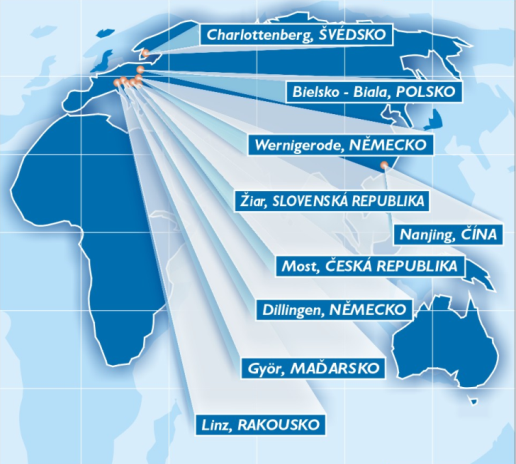 Charlottenberg, ŠVÉDSKO
Bielsko - Biala, POLSKO
Wernigerode, NĚMECKO
Žiar, SLOVENSKÁ REPUBLIKA
Nanjing, ČÍNA
Most, ČESKÁ REPUBLIKA
Dillingen, NĚMECKO
Györ, MAĎARSKO
Linz, RAKOUSKO